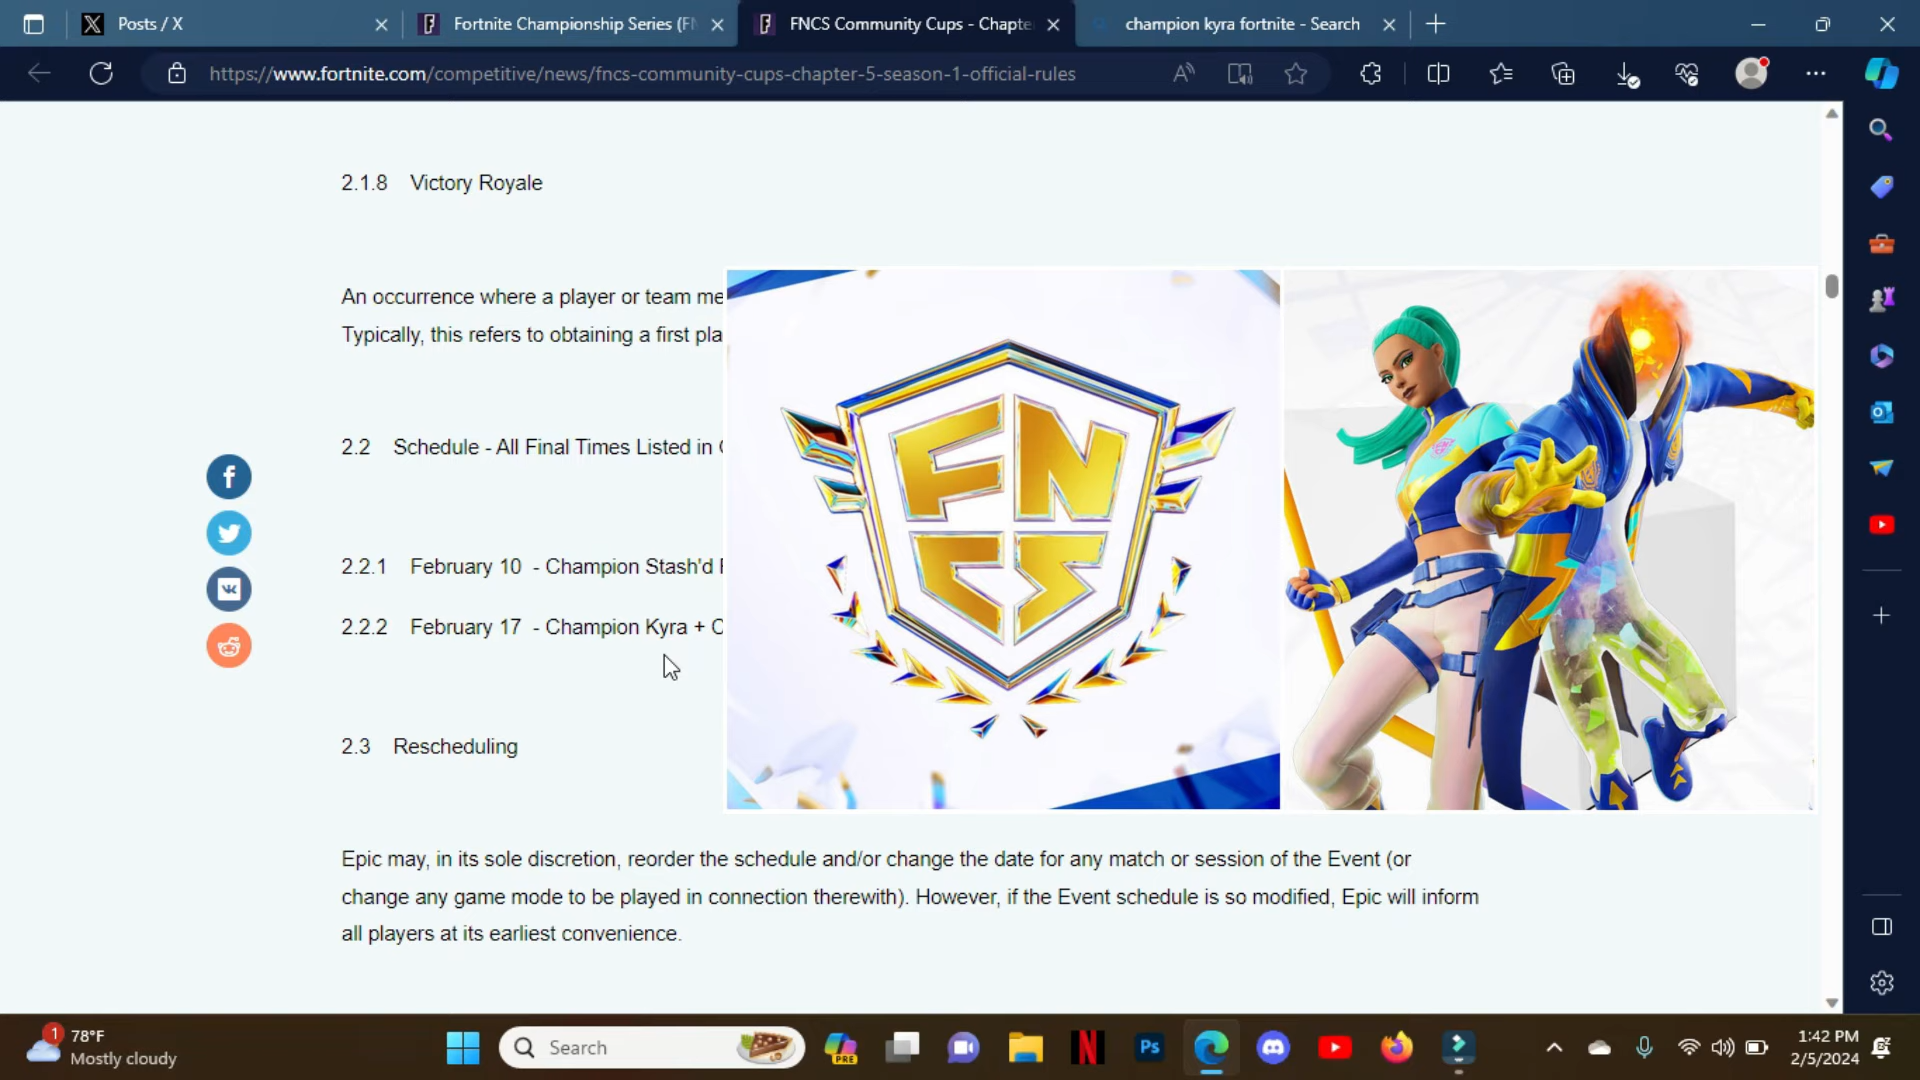 Posts / X
Fortnite Championship Series (FN
FNCS Community Cups - Chapte
champion kyra fortnite - Search
https://www.fortnite.com/competitive/news/fncs-community-cups-chapter-5-season-1-official-rules
2.1.8 Victory Royale
An occurrence where a player or team me
Typically, this refers to obtaining a first pla
2.2 Schedule - All Final Times Listed in
2.2.1 February 10 - Champion Stash'd
2.2.2 February 17 - Champion Kyra +
2.3 Rescheduling
FN
CS
Epic may, in its sole discretion, reorder the schedule and/or change the date for any match or session of the Event (or
change any game mode to be played in connection therewith). However, if the Event schedule is so modified, Epic will inform
all players at its earliest convenience.
1
78°F
Mostly cloudy
Search
PRE
Ps
1:42 PM
2/5/2024